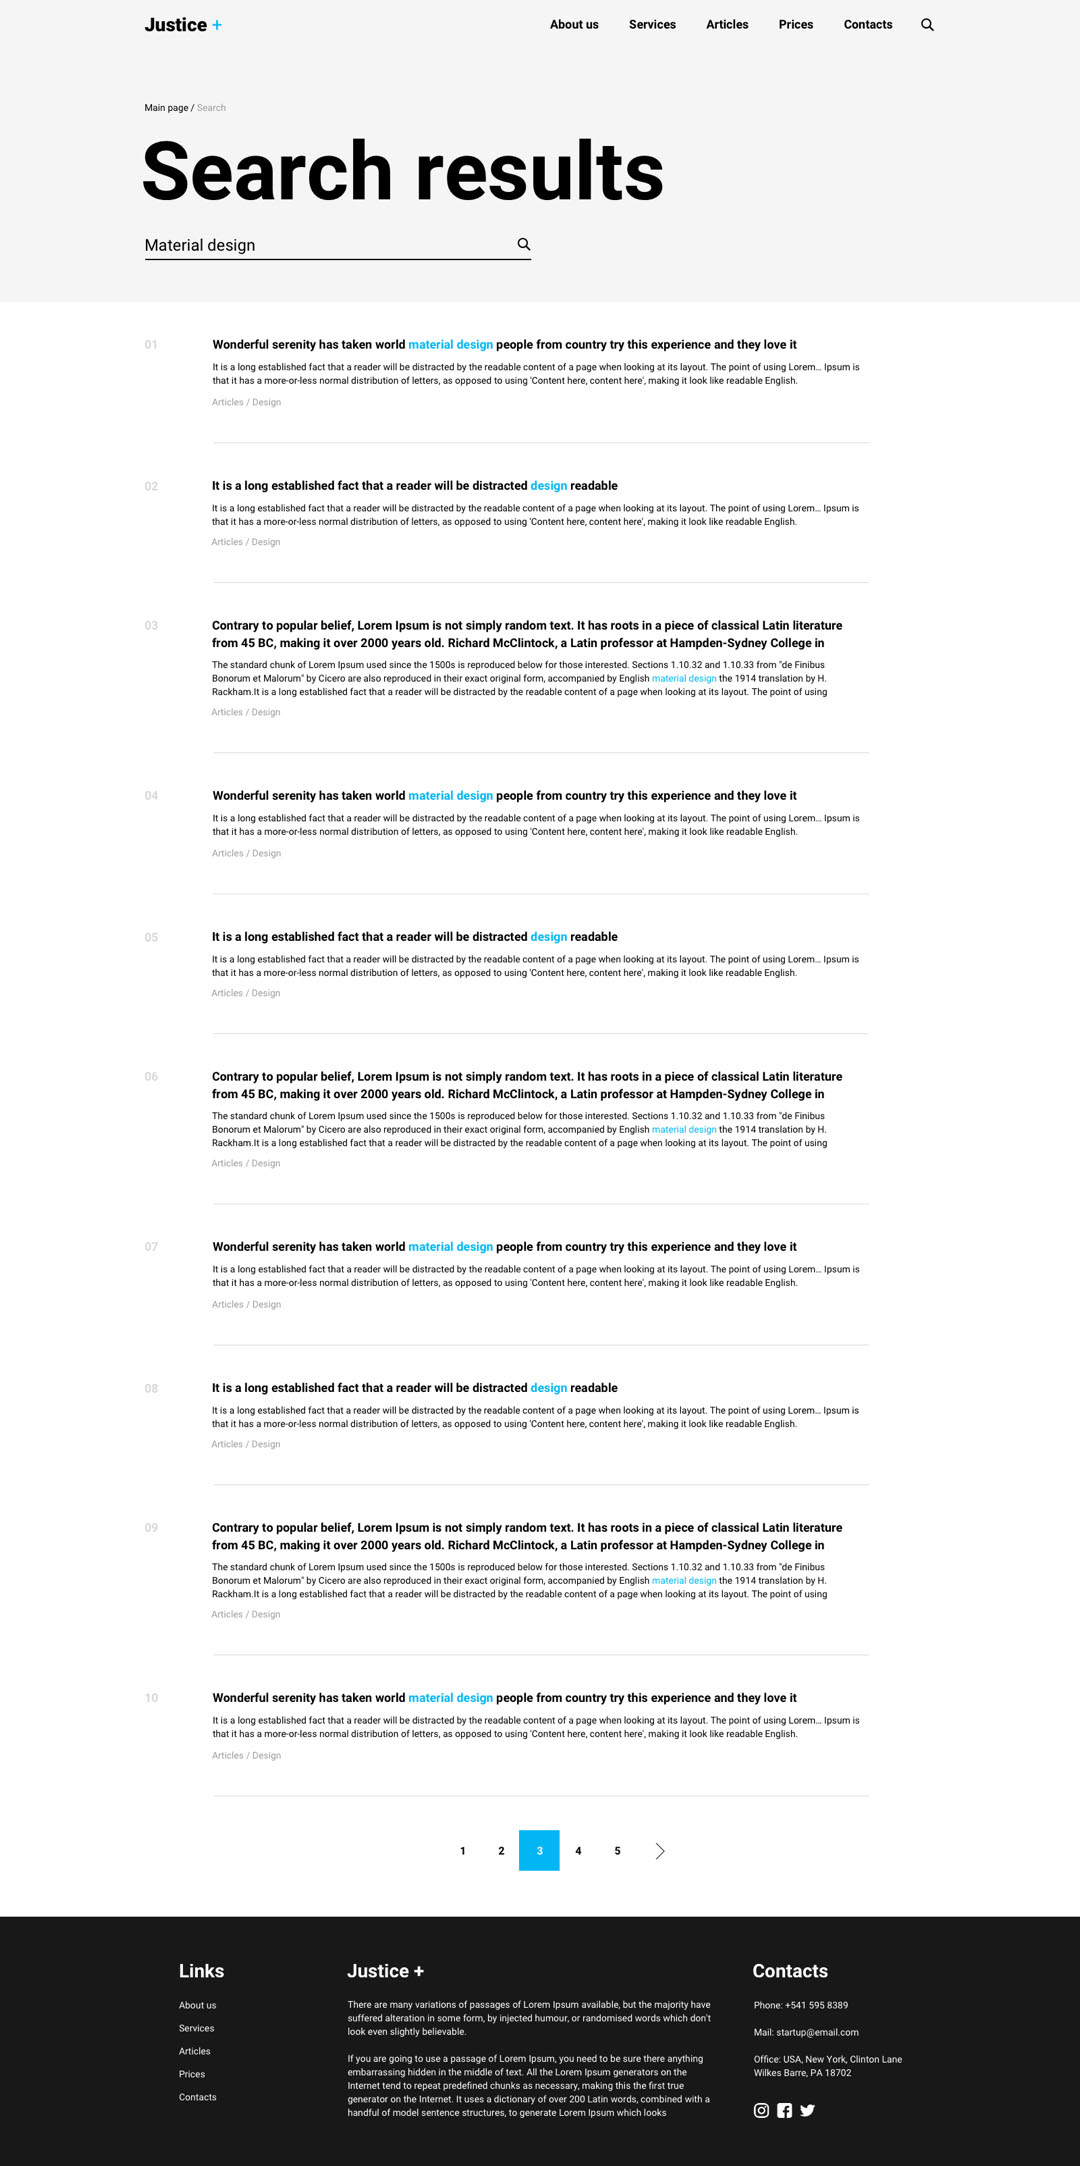 Justice +
About us
Services
Articles
Prices
Contacts
Main page / Search
Search results
Material design
01
Wonderful serenity has taken world material design people from country try this experience and they love it
It is a long established fact that a reader will be distracted by the readable content of a page when looking at its layout. The point of using Lorem… Ipsum is
that it has a more-or-less normal distribution of letters, as opposed to using 'Content here, content here', making it look like readable English.
Articles / Design
02
It is a long established fact that a reader will be distracted design readable
It is a long established fact that a reader will be distracted by the readable content of a page when looking at its layout. The point of using Lorem… Ipsum is
that it has a more-or-less normal distribution of letters, as opposed to using 'Content here, content here', making it look like readable English.
Articles / Design
03
Contrary to popular belief, Lorem Ipsum is not simply random text. It has roots in a piece of classical Latin literature
from 45 BC, making it over 2000 years old. Richard McClintock, a Latin professor at Hampden-Sydney College in
The standard chunk of Lorem Ipsum used since the 1500s is reproduced below for those interested. Sections 1.10.32 and 1.10.33 from "de Finibus
Bonorum et Malorum" by Cicero are also reproduced in their exact original form, accompanied by English material design the 1914 translation by H.
Rackham.It is a long established fact that a reader will be distracted by the readable content of a page when looking at its layout. The point of using
Articles / Design
04
Wonderful serenity has taken world material design people from country try this experience and they love it
It is a long established fact that a reader will be distracted by the readable content of a page when looking at its layout. The point of using Lorem… Ipsum is
that it has a more-or-less normal distribution of letters, as opposed to using 'Content here, content here', making it look like readable English.
Articles / Design
05
It is a long established fact that a reader will be distracted design readable
It is a long established fact that a reader will be distracted by the readable content of a page when looking at its layout. The point of using Lorem… Ipsum is
that it has a more-or-less normal distribution of letters, as opposed to using 'Content here, content here', making it look like readable English.
Articles / Design
06
Contrary to popular belief, Lorem Ipsum is not simply random text. It has roots in a piece of classical Latin literature
from 45 BC, making it over 2000 years old. Richard McClintock, a Latin professor at Hampden-Sydney College in
The standard chunk of Lorem Ipsum used since the 1500s is reproduced below for those interested. Sections 1.10.32 and 1.10.33 from "de Finibus
Bonorum et Malorum" by Cicero are also reproduced in their exact original form, accompanied by English material design the 1914 translation by H.
Rackham.It is a long established fact that a reader will be distracted by the readable content of a page when looking at its layout. The point of using
Articles / Design
07
Wonderful serenity has taken world material design people from country try this experience and they love it
It is a long established fact that a reader will be distracted by the readable content of a page when looking at its layout. The point of using Lorem… Ipsum is
that it has a more-or-less normal distribution of letters, as opposed to using 'Content here, content here', making it look like readable English.
Articles / Design
08
It is a long established fact that a reader will be distracted design readable
It is a long established fact that a reader will be distracted by the readable content of a page when looking at its layout. The point of using Lorem… Ipsum is
that it has a more-or-less normal distribution of letters, as opposed to using 'Content here, content here', making it look like readable English.
Articles / Design
09
Contrary to popular belief, Lorem Ipsum is not simply random text. It has roots in a piece of classical Latin literature
from 45 BC, making it over 2000 years old. Richard McClintock, a Latin professor at Hampden-Sydney College in
The standard chunk of Lorem Ipsum used since the 1500s is reproduced below for those interested. Sections 1.10.32 and 1.10.33 from "de Finibus
Bonorum et Malorum" by Cicero are also reproduced in their exact original form, accompanied by English material design the 1914 translation by H.
Rackham.It is a long established fact that a reader will be distracted by the readable content of a page when looking at its layout. The point of using
Articles / Design
10
Wonderful serenity has taken world material design people from country try this experience and they love it
It is a long established fact that a reader will be distracted by the readable content of a page when looking at its layout. The point of using Lorem… Ipsum is
that it has a more-or-less normal distribution of letters, as opposed to using 'Content here, content here', making it look like readable English.
Articles / Design
1 2 3 4 5
Links
About us
Services
Articles
Prices
Contacts
Justice +
There are many variations of passages of Lorem Ipsum available, but the majority have
suffered alteration in some form, by injected humour, or randomised words which don't
look even slightly believable.
If you are going to use a passage of Lorem Ipsum, you need to be sure there anything
embarrassing hidden in the middle of text. All the Lorem Ipsum generators on the
Internet tend to repeat predefined chunks as necessary, making this the first true
generator on the Internet. It uses a dictionary of over 200 Latin words, combined with a
handful of model sentence structures, to generate Lorem Ipsum which looks
Contacts
Phone: +541 595 8389
Mail: startup@email.com
Office: USA, New York, Clinton Lane
Wilkes Barre, PA 18702